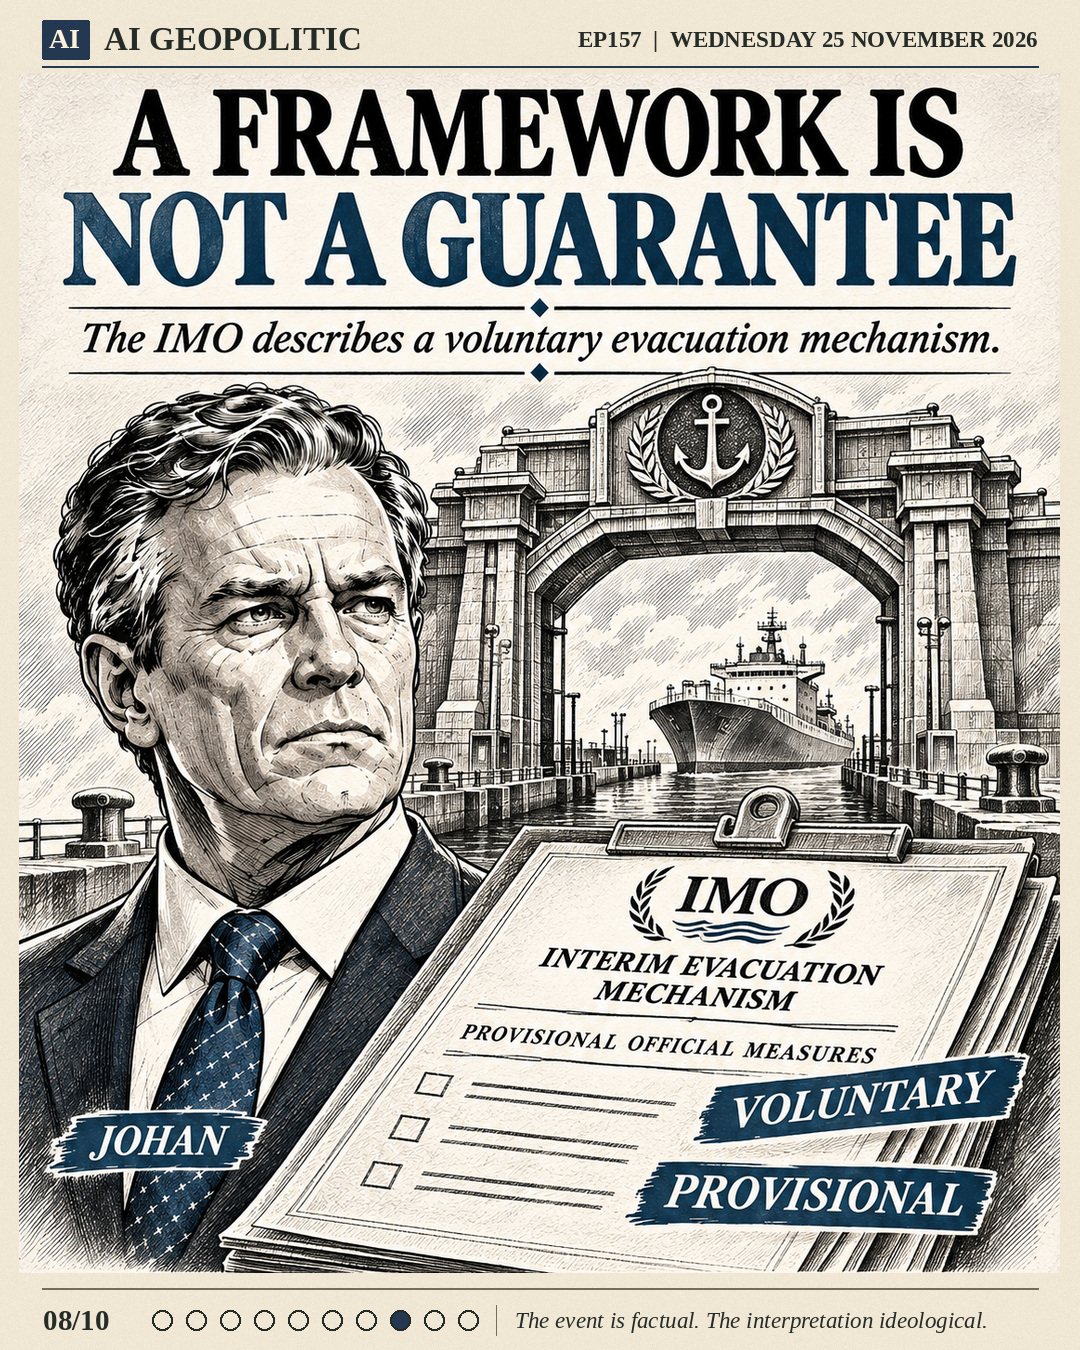 AI AI GEOPOLITIC
EP157 | WEDNESDAY 25 NOVEMBER 2026
A FRAMEWORK IS
NOT A GUARANTEE
The IMO describes a voluntary evacuation mechanism.
IMO
INTERIM EVACUATION
MECHANISM
PROVISIONAL OFFICIAL MEASURES
VOLUNTARY
PROVISIONAL
JOHAN
08/10
The event is factual. The interpretation ideological.